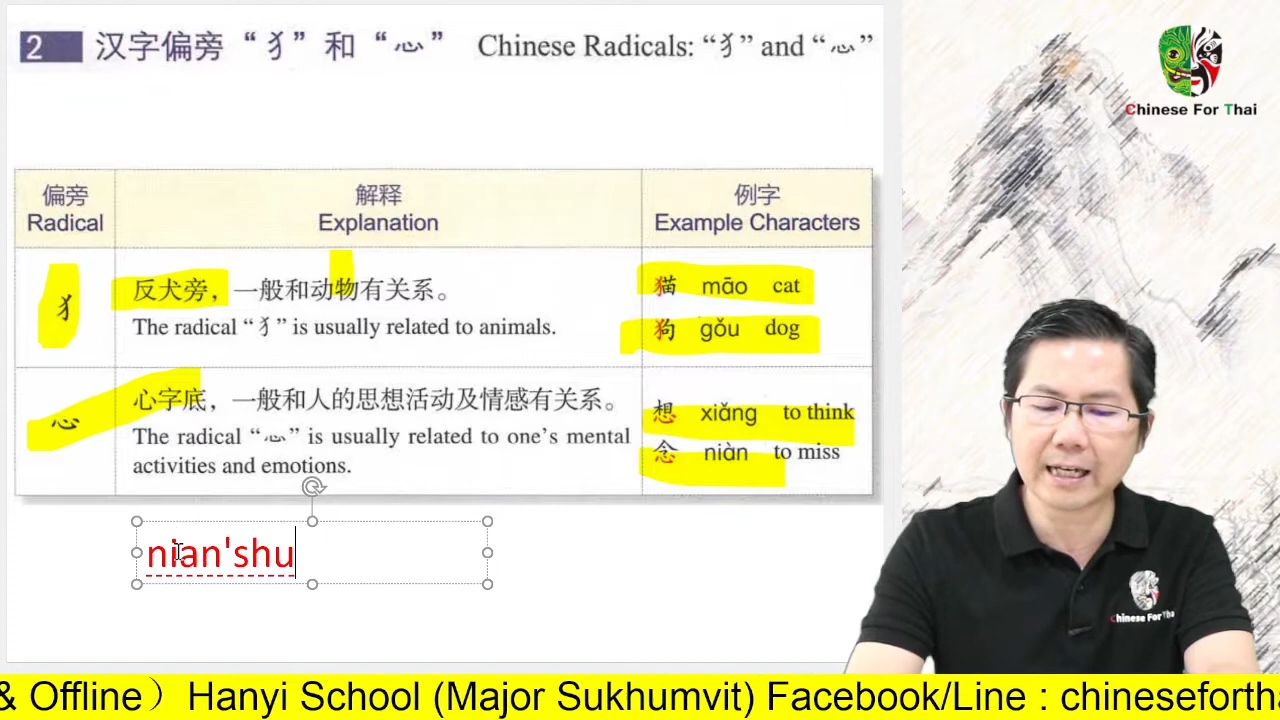 2 汉字偏旁“犭”和“心” Chinese Radicals: “犭” and “心”
Chinese For Thai
偏旁 解释 例字
Radical Explanation Example Characters
犭 反犬旁，一般和动物有关系。 猫 māo cat
The radical “犭” is usually related to animals. 狗 gǒu dog
心 心字底，一般和人的思想活动及情感有关系。 想 xiǎng to think
The radical “心” is usually related to one’s mental 念 niàn to miss
activities and emotions.
nian'shu
Chinese For Thai
& Offline） Hanyi School (Major Sukhumvit) Facebook/Line : chinesefortha